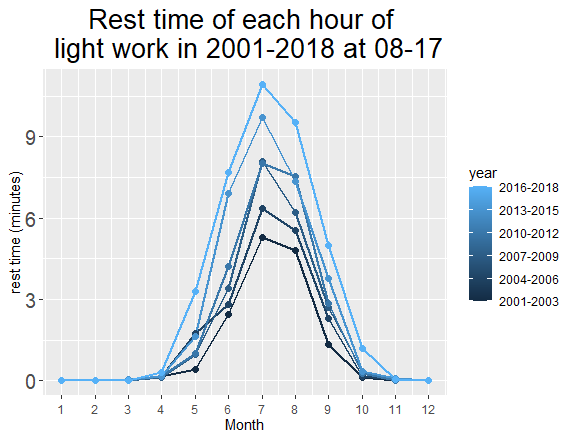 Rest time of each hour of
light work in 2001-2018 at 08-17
rest time (minutes)
9
6
3
0
1 2 3 4 5 6 7 8 9 10 11 12
Month
year
2016-2018
2013-2015
2010-2012
2007-2009
2004-2006
2001-2003